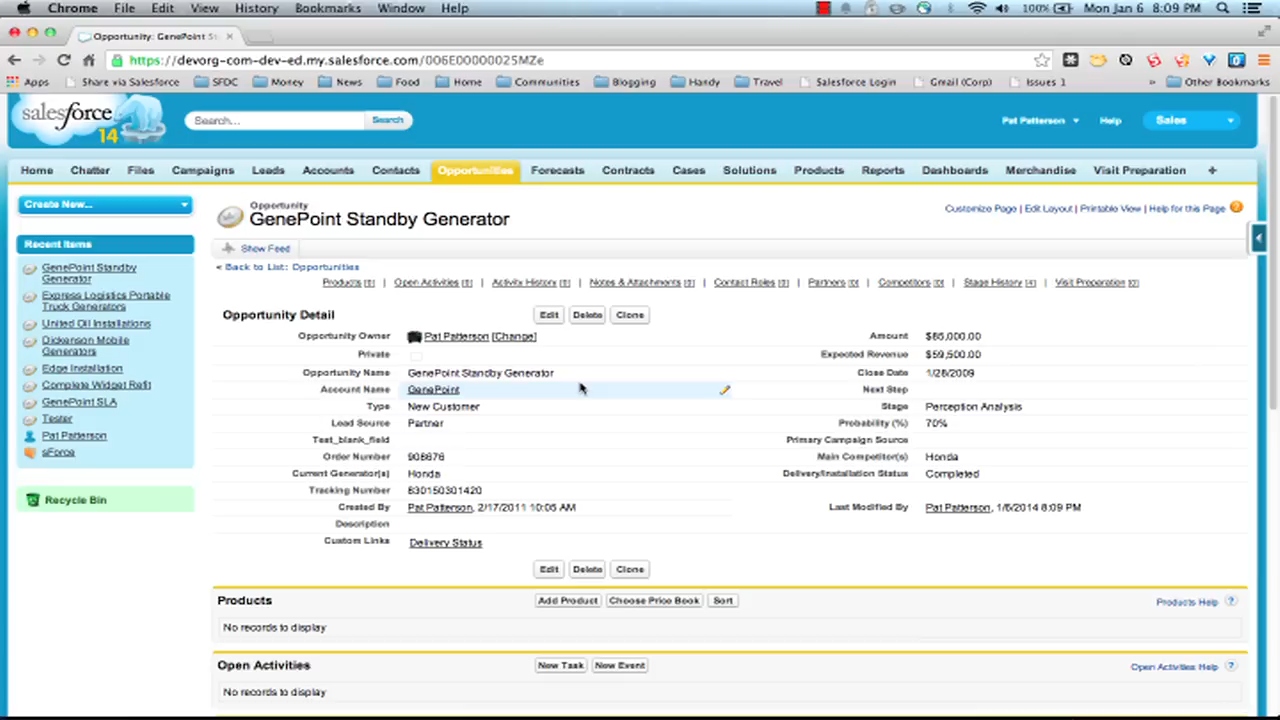 Chrome File Edit View History Bookmarks Window Help 100% Mon Jan 6 8:09 PM
Opportunity: GenePoint S
https://devorg-com-dev-ed.my.salesforce.com/006E00000025MZe
Apps Share via Salesforce SFDC Money News Food Home Communities Blogging Handy Travel Salesforce Login Gmail (Corp) Issues 1 » Other Bookmarks
salesforce 14 Search... Search Pat Patterson Help Sales
Home Chatter Files Campaigns Leads Accounts Contacts Opportunities Forecasts Contracts Cases Solutions Products Reports Dashboards Merchandise Visit Preparation +
Create New...
Recent Items
GenePoint Standby Generator
Express Logistics Portable Truck Generators
United Oil Installations
Dickenson Mobile Generators
Edge Installation
Complete Widget Refit
GenePoint SLA
Tester
Pat Patterson
sForce
Recycle Bin
Opportunity
GenePoint Standby Generator
Customize Page | Edit Layout | Printable View | Help for this Page ?
Show Feed
« Back to List: Opportunities
Products [0] | Open Activities [0] | Activity History [0] | Notes & Attachments [0] | Contact Roles [0] | Partners [0] | Competitors [0] | Stage History [4] | Visit Preparation [0]
Opportunity Detail Edit Delete Clone
Opportunity Owner Pat Patterson [Change] Amount $85,000.00
Private Expected Revenue $59,500.00
Opportunity Name GenePoint Standby Generator Close Date 1/28/2009
Account Name GenePoint Next Step
Type New Customer Stage Perception Analysis
Lead Source Partner Probability (%) 70%
Test_blank_field Primary Campaign Source
Order Number 908676 Main Competitor(s) Honda
Current Generator(s) Honda Delivery/Installation Status Completed
Tracking Number 830150301420
Created By Pat Patterson, 2/17/2011 10:05 AM Last Modified By Pat Patterson, 1/6/2014 8:09 PM
Description
Custom Links Delivery Status
Edit Delete Clone
Products Add Product Choose Price Book Sort Products Help ?
No records to display
Open Activities New Task New Event Open Activities Help ?
No records to display